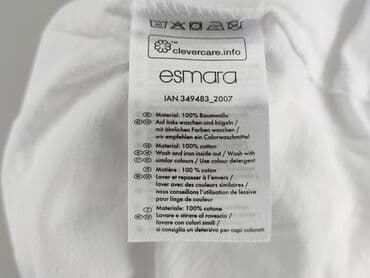 clevercare.info
esmara
IAN 349483_2007
Material: 100% Baumwolle
Auf links waschen und bügeln /
mit ähnlichen Farben waschen /
wir empfehlen ein Colorwaschmittel
Material: 100% cotton
Wash and iron inside out / Wash with
similar colours / Use colour detergent
Matière : 100% coton
Laver et repasser à l'envers /
laver avec des couleurs similaires /
nous conseillons l'utilisation de lessive
pour linge de couleur
Materiale: 100% cotone
Lavare e stirare al rovescio /
lavare con colori simili /
si consiglia un detersivo per capi colorati